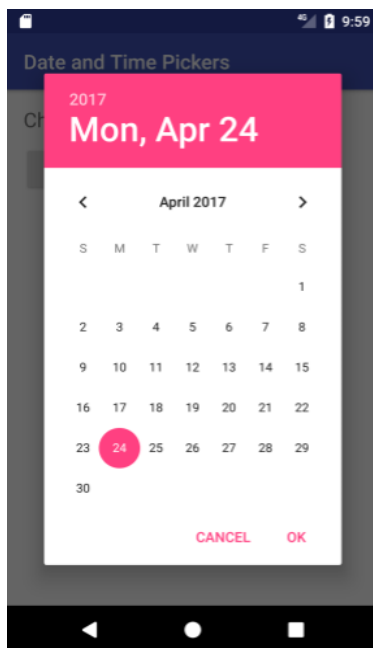 4G 9:59
Date and Time Pickers
Ch
2017
Mon, Apr 24
April 2017
S M T W T F S
1
2 3 4 5 6 7 8
9 10 11 12 13 14 15
16 17 18 19 20 21 22
23 24 25 26 27 28 29
30
CANCEL OK